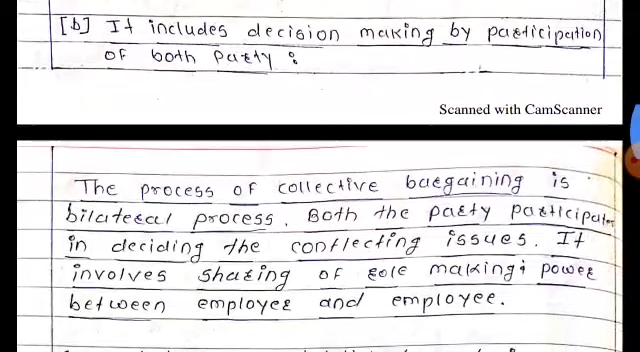 [b] It includes decision making by participation
of both party :
Scanned with CamScanner
The process of collective bargaining is
bilateral process. Both the party participates
in deciding the conflecting issues. It
involves sharing of role making power
between employer and employee.